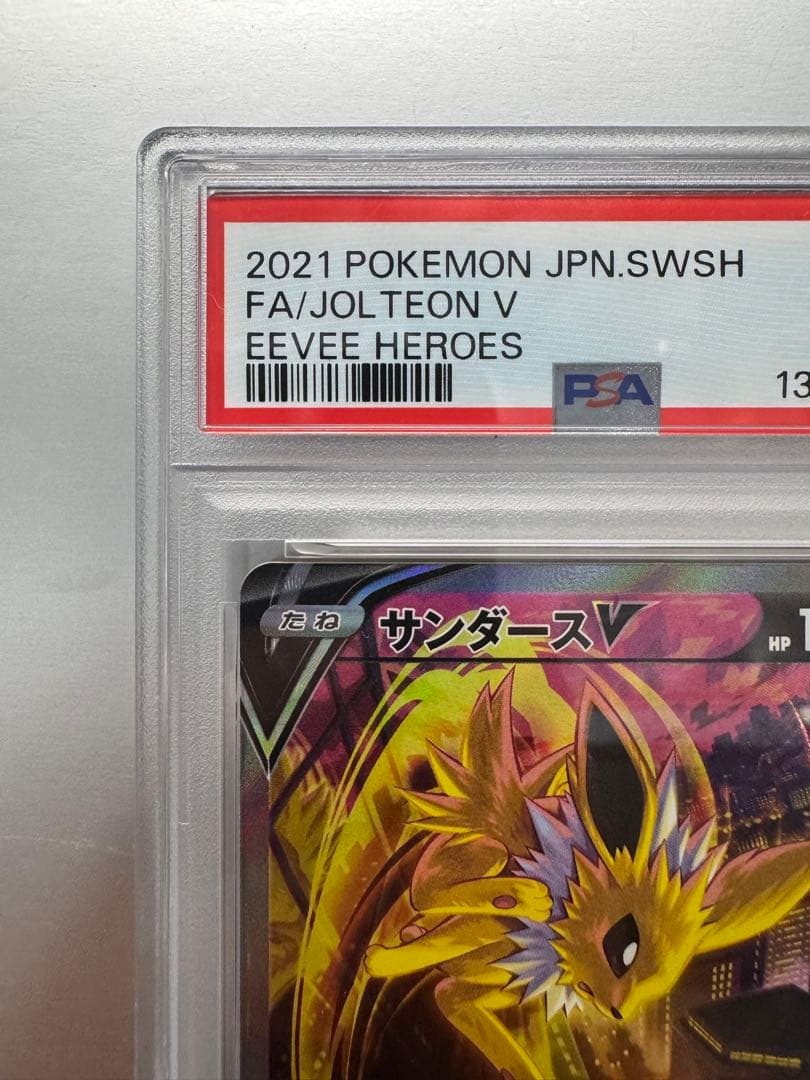 2021 POKEMON JPN.SWSH
FA/JOLTEON V
EEVEE HEROES
PSA
13
たね サンダースV HP 1